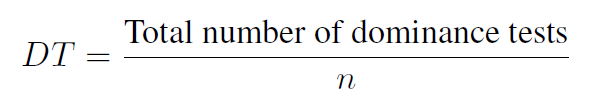 DT = Total number of dominance tests
n